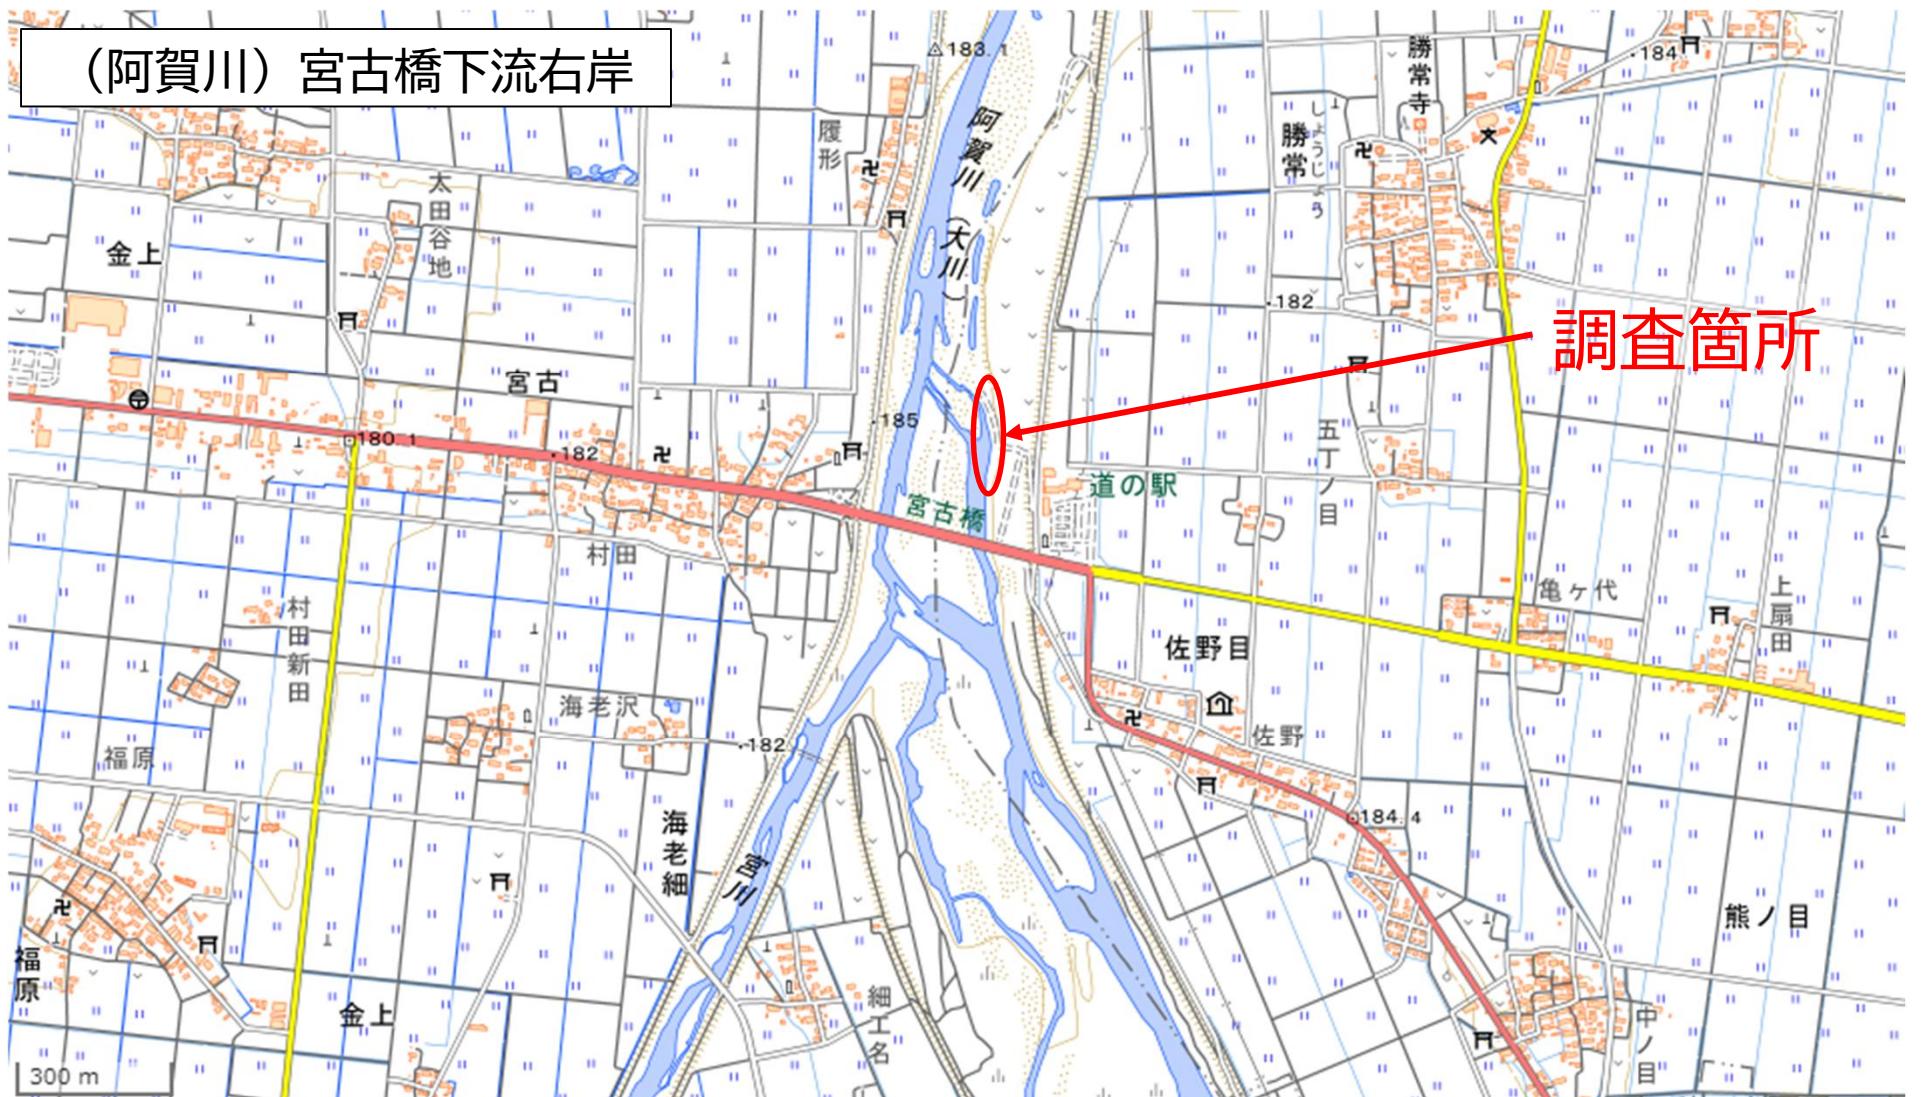 （阿賀川）宮古橋下流右岸
183.1
阿賀川（大川）
履形
勝常寺
184
勝常
しょうじょう
太田谷地
金上
182
調査箇所
宮古
185
180.1
182
五丁ノ目
道の駅
宮古橋
村田
村田新田
亀ヶ代
上扇田
佐野目
海老沢
佐野
182
福原
184.4
海老細
宮川
熊ノ目
福原
金上
細工名
中ノ目
300 m